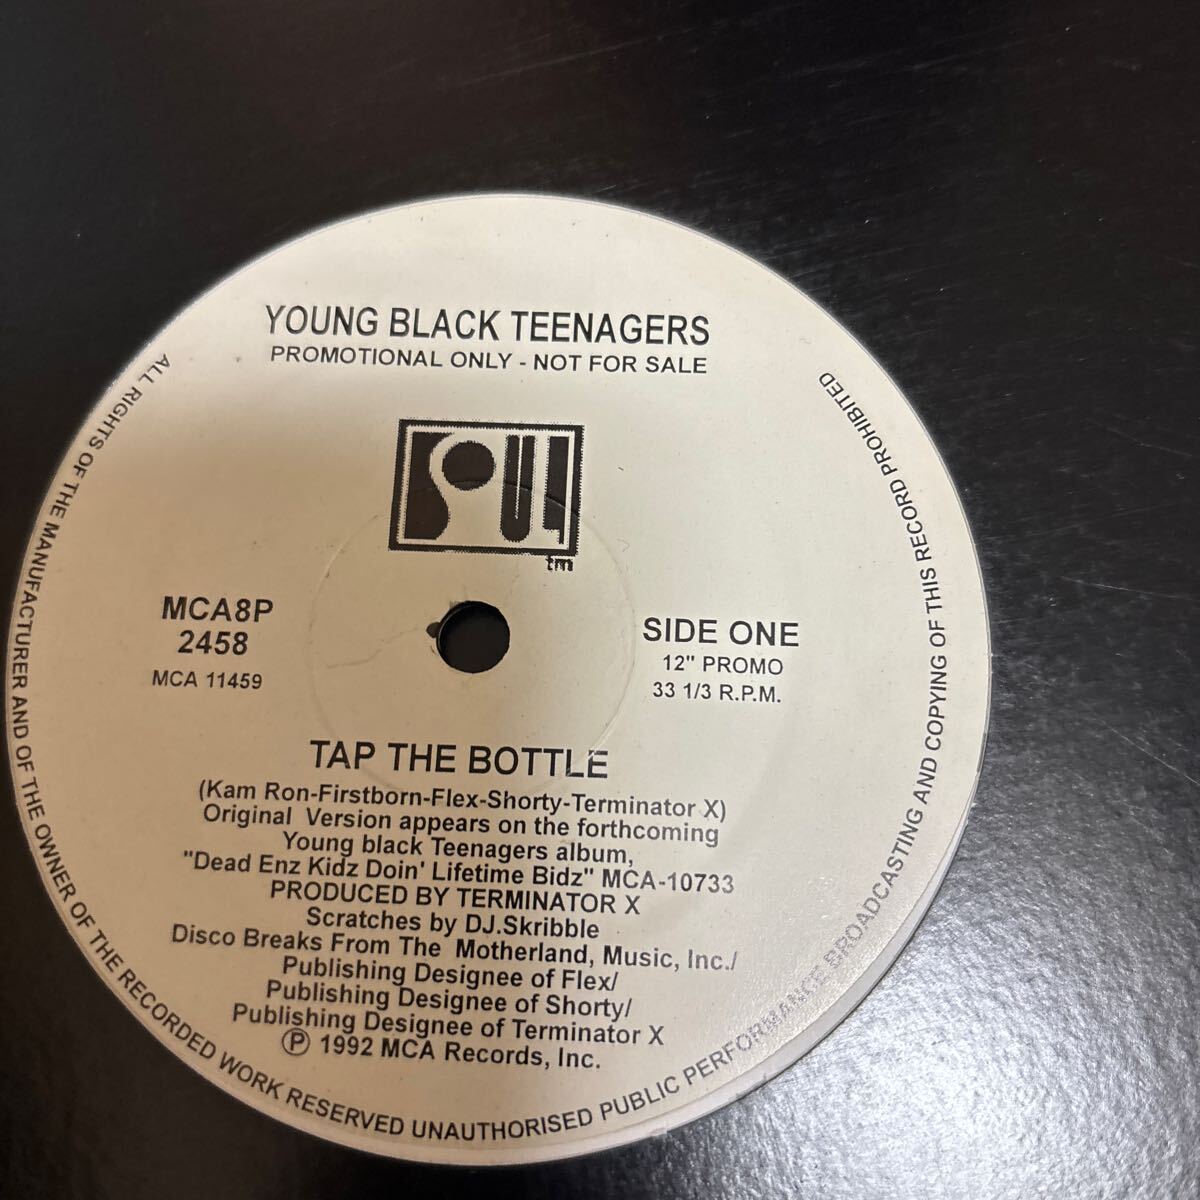 YOUNG BLACK TEENAGERS
PROMOTIONAL ONLY - NOT FOR SALE
SOUL
tm
MCA8P
2458
MCA 11459
SIDE ONE
12" PROMO
33 1/3 R.P.M.
TAP THE BOTTLE
(Kam Ron-Firstborn-Flex-Shorty-Terminator X)
Original Version appears on the forthcoming
Young black Teenagers album,
"Dead Enz Kidz Doin' Lifetime Bidz" MCA-10733
PRODUCED BY TERMINATOR X
Scratches by DJ.Skribble
Disco Breaks From The Motherland, Music, Inc./
Publishing Designee of Flex/
Publishing Designee of Shorty/
Publishing Designee of Terminator X
Ⓟ 1992 MCA Records, Inc.
ALL RIGHTS OF THE MANUFACTURER AND OF THE OWNER OF THE RECORDED WORK RESERVED UNAUTHORISED PUBLIC PERFORMANCE BROADCASTING AND COPYING OF THIS RECORD PROHIBITED